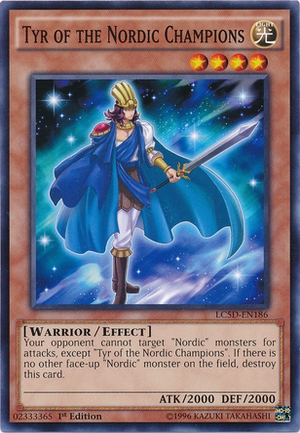 TYR OF THE NORDIC CHAMPIONS
LIGHT
光
LC5D-EN186
[WARRIOR / EFFECT]
Your opponent cannot target "Nordic" monsters for
attacks, except "Tyr of the Nordic Champions". If there is
no other face-up "Nordic" monster on the field, destroy
this card.
ATK/2000 DEF/2000
02333365 1st Edition ©1996 KAZUKI TAKAHASHI